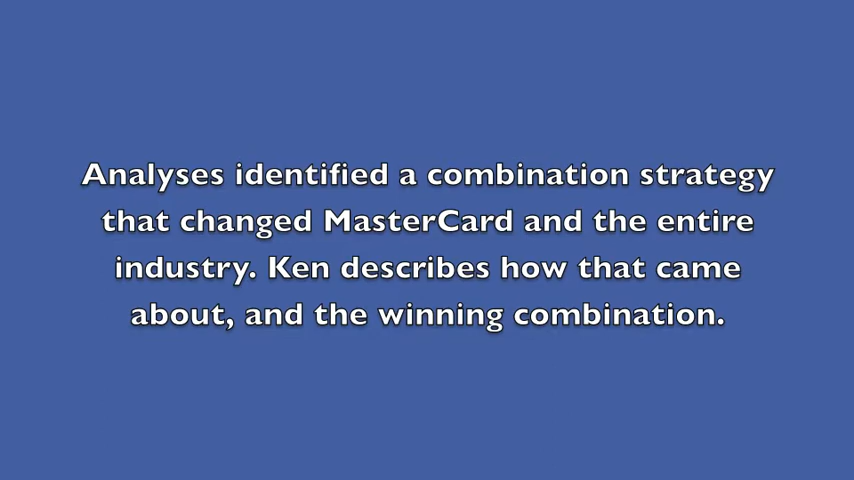 Analyses identified a combination strategy
that changed MasterCard and the entire
industry. Ken describes how that came
about, and the winning combination.